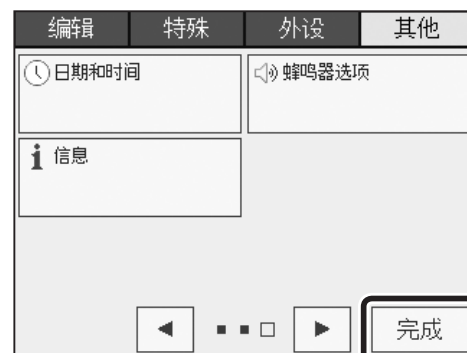 编辑 特殊 外设 其他
日期和时间 蜂鸣器选项
信息
完成